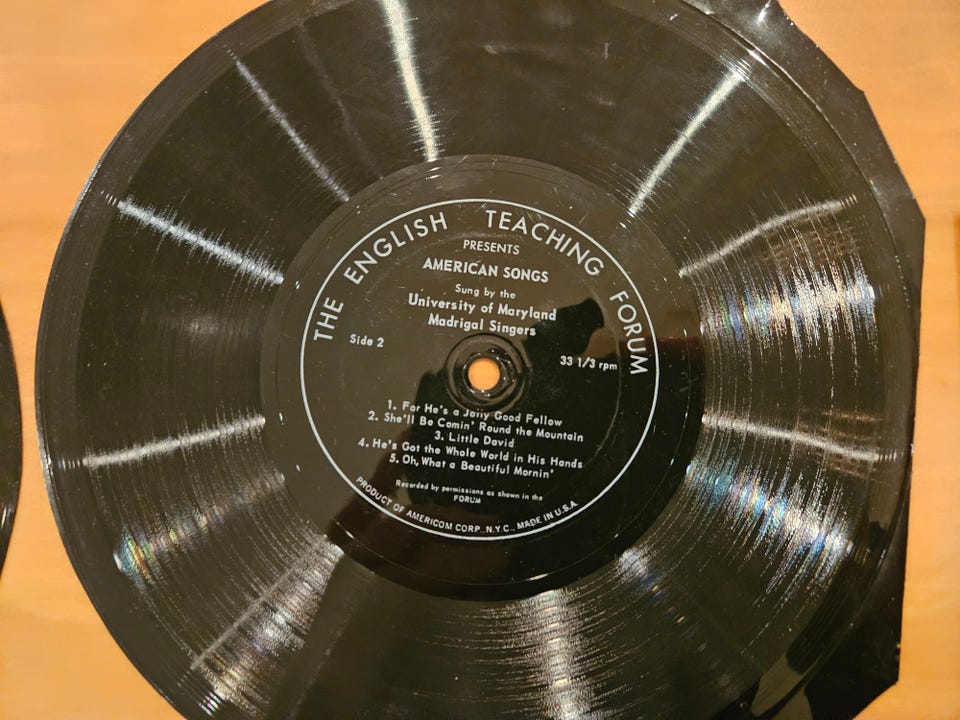 THE ENGLISH TEACHING FORUM
PRESENTS
AMERICAN SONGS
Sung by the
University of Maryland
Madrigal Singers
Side 2
33 1/3 rpm
1. For He's a Jolly Good Fellow
2. She'll Be Comin' Round the Mountain
3. Little David
4. He's Got the Whole World in His Hands
5. Oh, What a Beautiful Mornin'
Recorded by permissions as shown in the
FORUM
PRODUCT OF AMERICOM CORP., N.Y.C., MADE IN U.S.A.